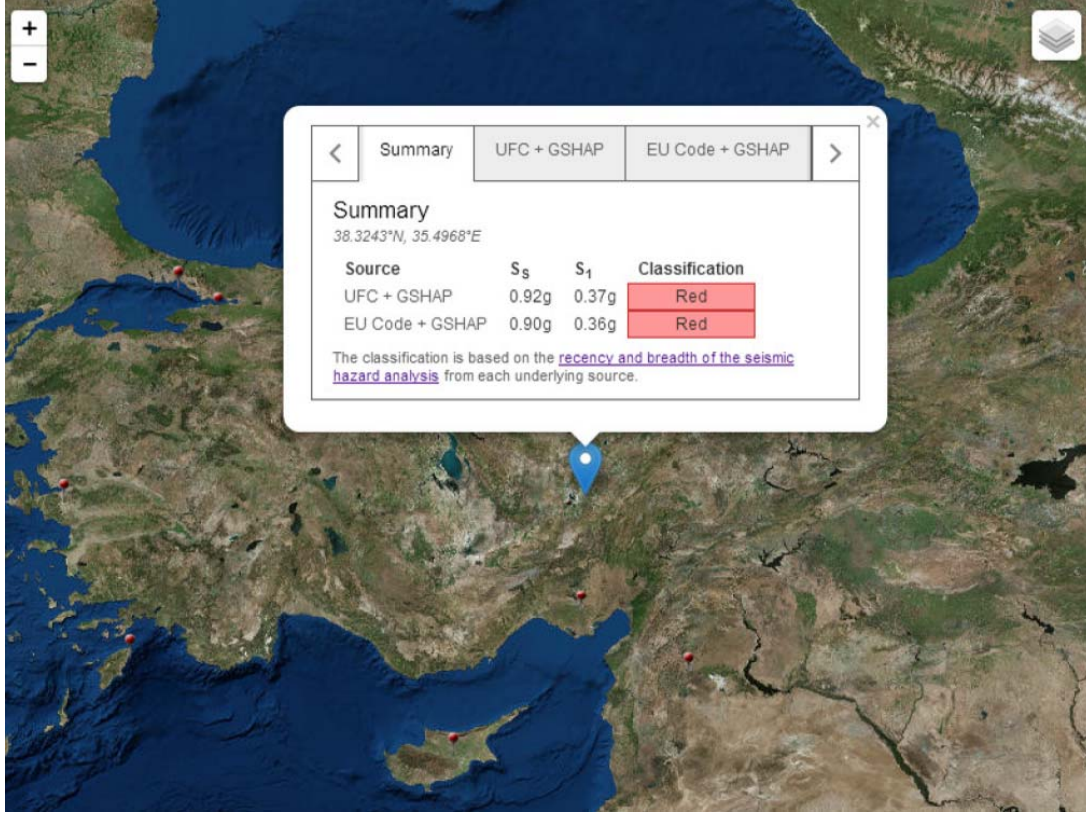 +
−
×
Summary UFC + GSHAP EU Code + GSHAP
Summary
38.3243°N, 35.4968°E
Source S_S S_1 Classification
UFC + GSHAP 0.92g 0.37g Red
EU Code + GSHAP 0.90g 0.36g Red
The classification is based on the recency and breadth of the seismic
hazard analysis from each underlying source.